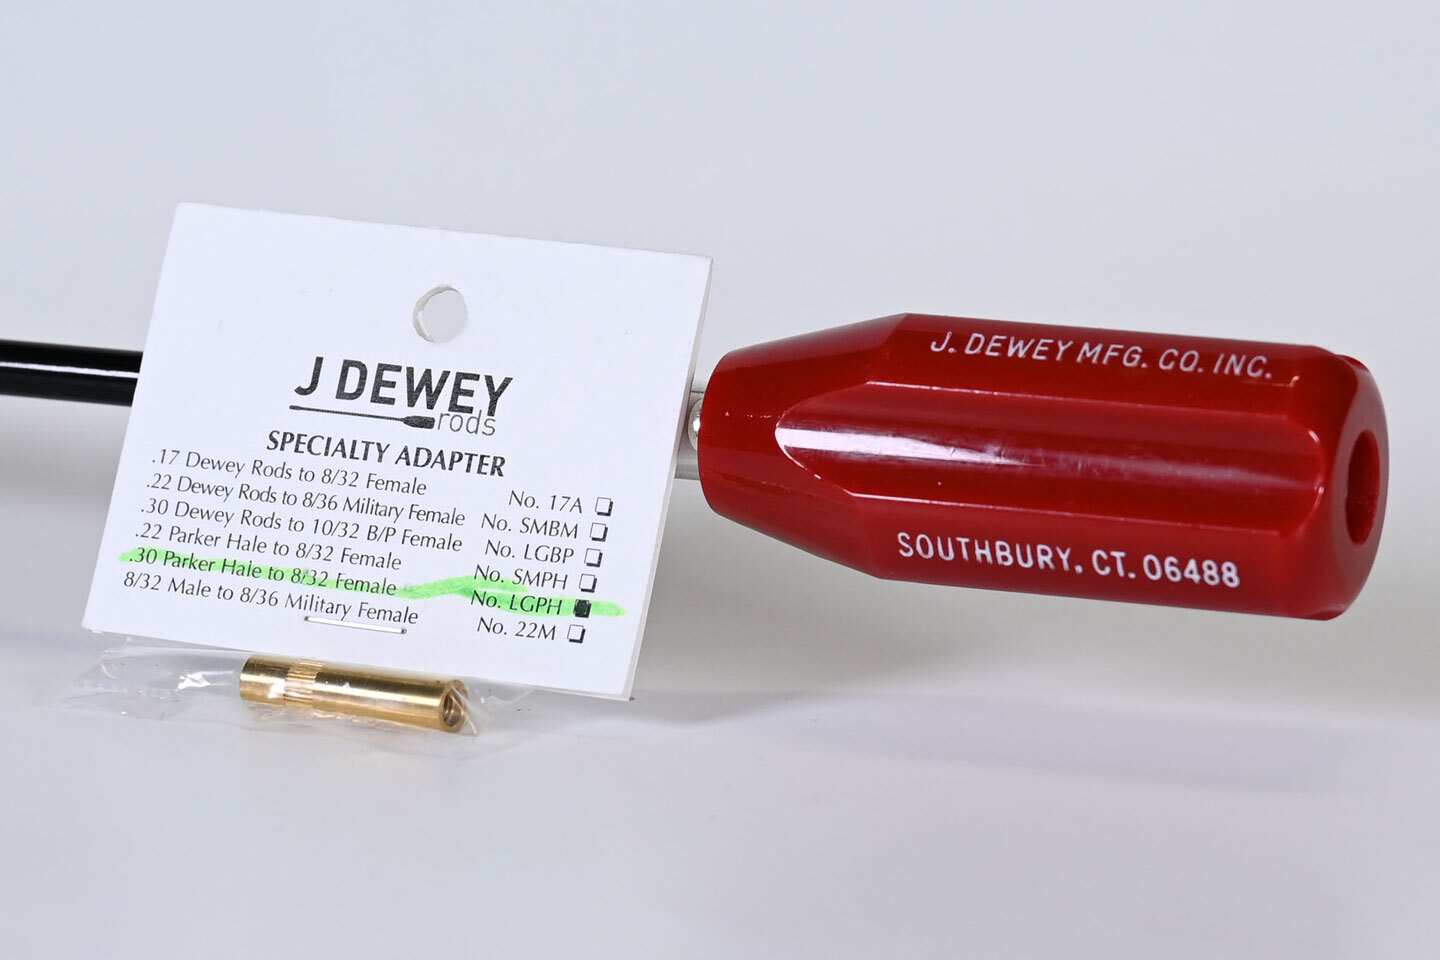 J DEWEY
rods
SPECIALTY ADAPTER
.17 Dewey Rods to 8/32 Female No. 17A
.22 Dewey Rods to 8/36 Military Female No. SMBM
.30 Dewey Rods to 10/32 B/P Female No. LGBP
.22 Parker Hale to 8/32 Female No. SMPH
.30 Parker Hale to 8/32 Female No. LGPH
8/32 Male to 8/36 Military Female No. 22M
J. DEWEY MFG. CO. INC.
SOUTHBURY, CT. 06488